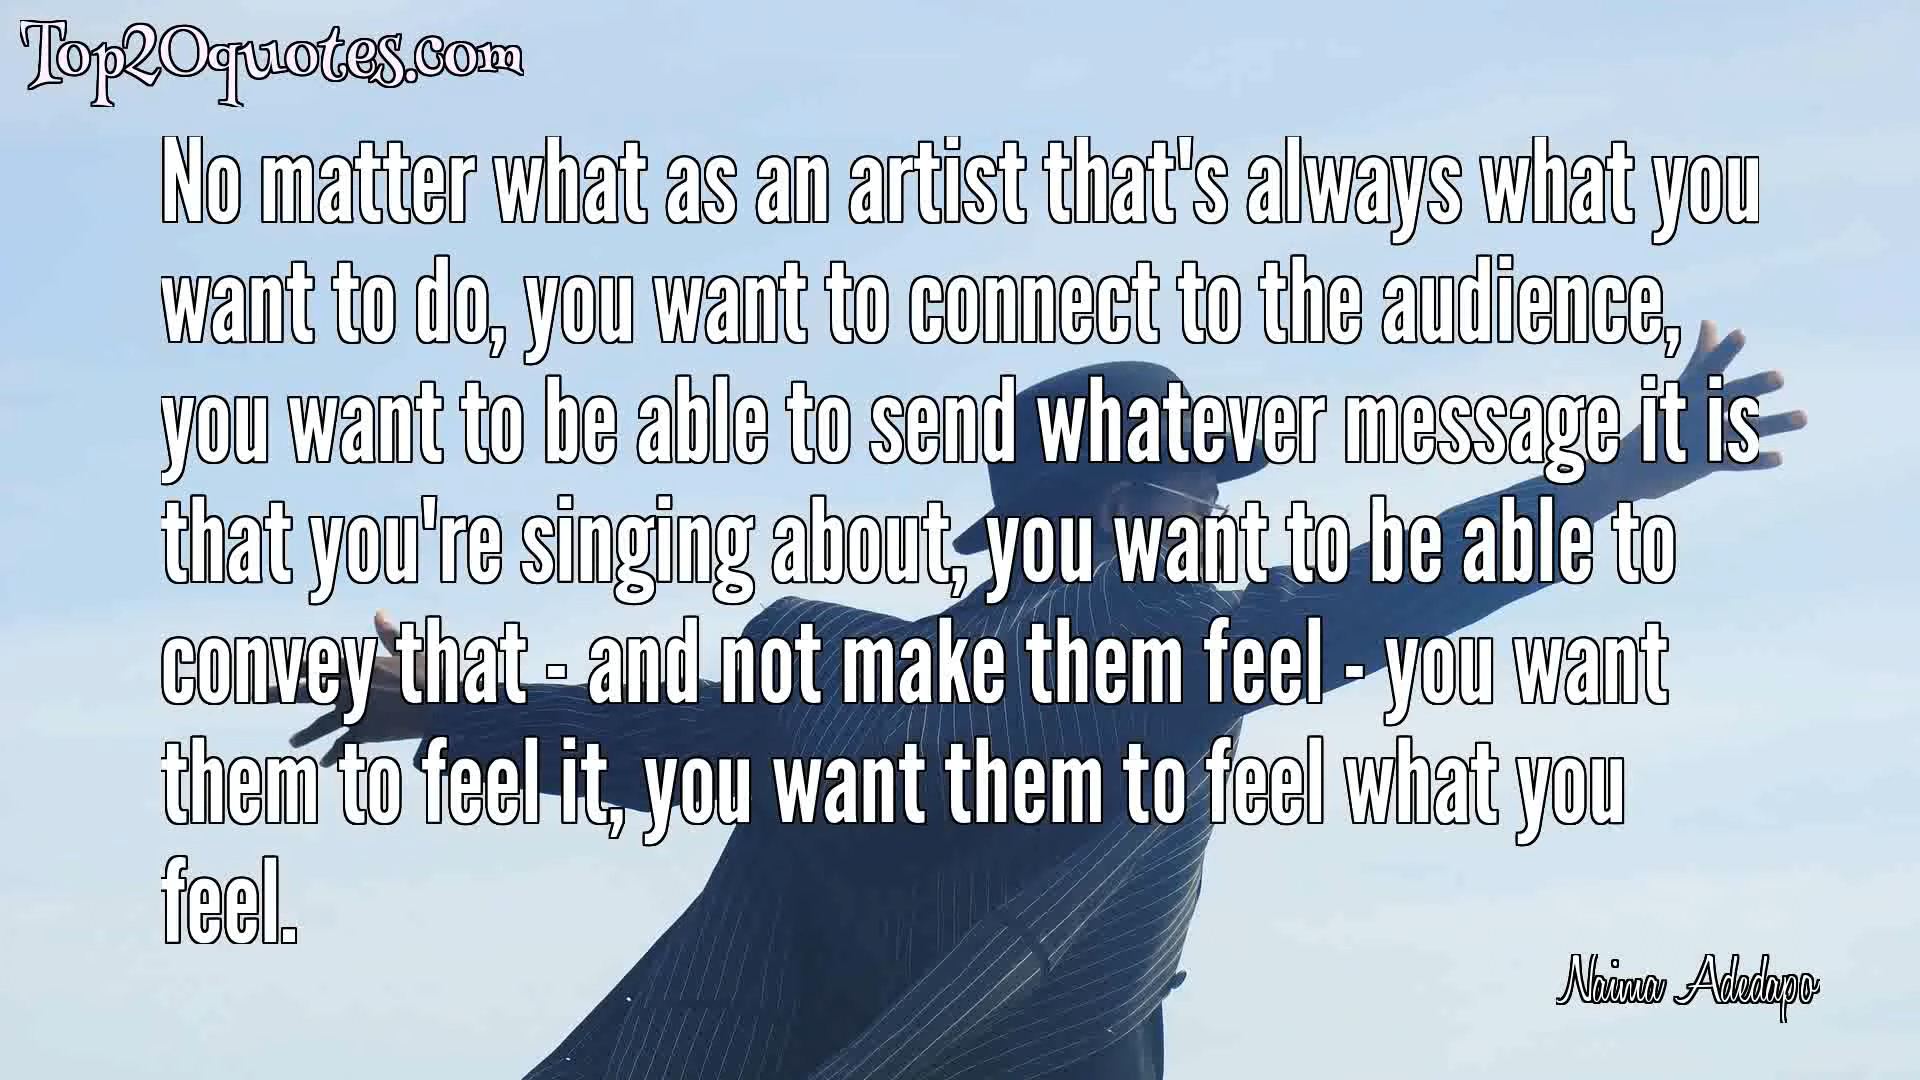 Top20quotes.com
No matter what as an artist that's always what you
want to do, you want to connect to the audience,
you want to be able to send whatever message it is
that you're singing about, you want to be able to
convey that - and not make them feel - you want
them to feel it, you want them to feel what you
feel.
Naima Adedapo